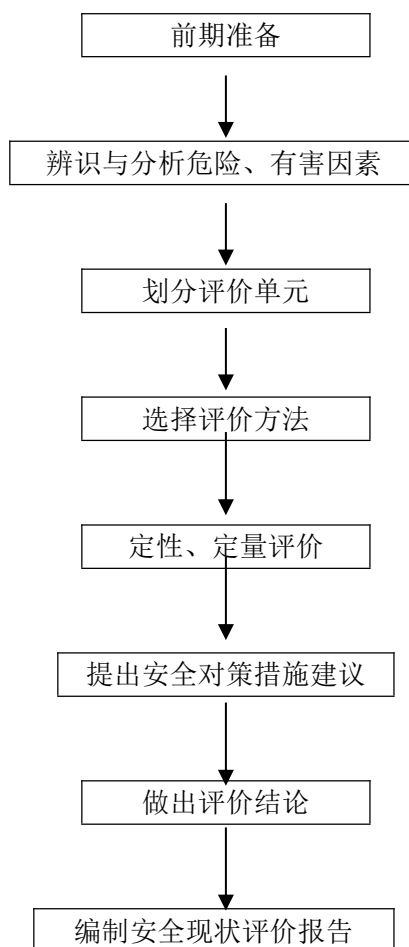 前期准备
辨识与分析危险、有害因素
划分评价单元
选择评价方法
定性、定量评价
提出安全对策措施建议
做出评价结论
编制安全现状评价报告